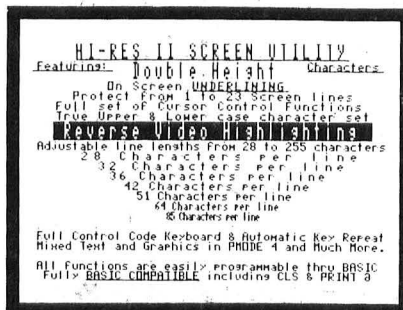 HI-RES II SCREEN UTILITY
Featuring: Double Height Characters
On Screen UNDERLINING
Protect from 1 to 23 Screen lines
Full set of Cursor Control Functions
True Upper & Lower case character set
Reverse Video Highlighting
Adjustable line lengths from 28 to 255 characters
28 Characters per line
32 Characters per line
36 Characters per line
42 Characters per line
51 Characters per line
64 Characters per line
85 Characters per line
Full Control Code Keyboard & Automatic Key Repeat
Mixed Text and Graphics in PMODE 4 and Much More.
All functions are easily programmable thru BASIC
Fully BASIC COMPATIBLE including CLS & PRINT @